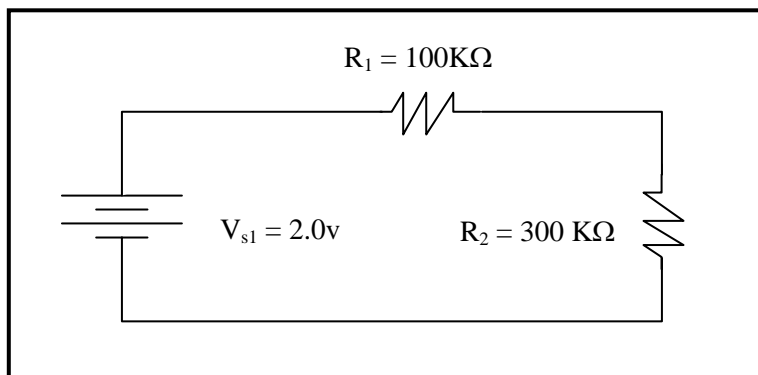 R₁ = 100KΩ
Vₛ₁ = 2.0v
R₂ = 300 KΩ